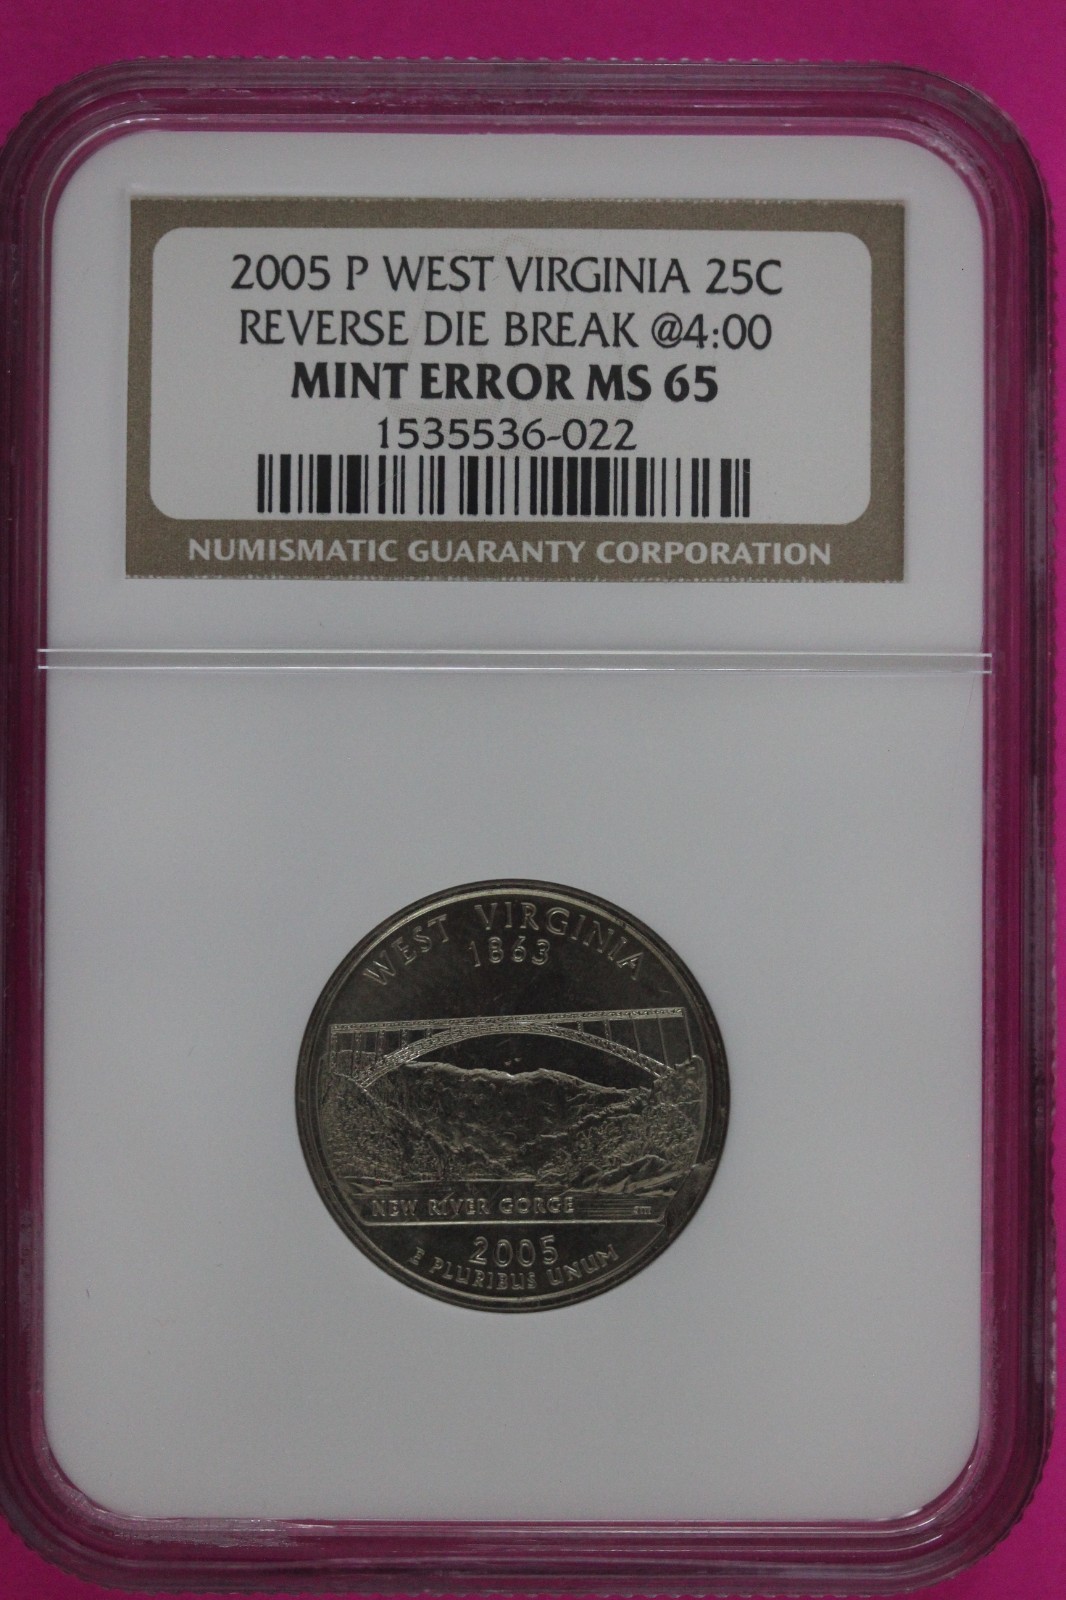 2005 P WEST VIRGINIA 25C
REVERSE DIE BREAK @4:00
MINT ERROR MS 65
1535536-022
NUMISMATIC GUARANTY CORPORATION
WEST VIRGINIA
1863
NEW RIVER GORGE
2005
E PLURIBUS UNUM